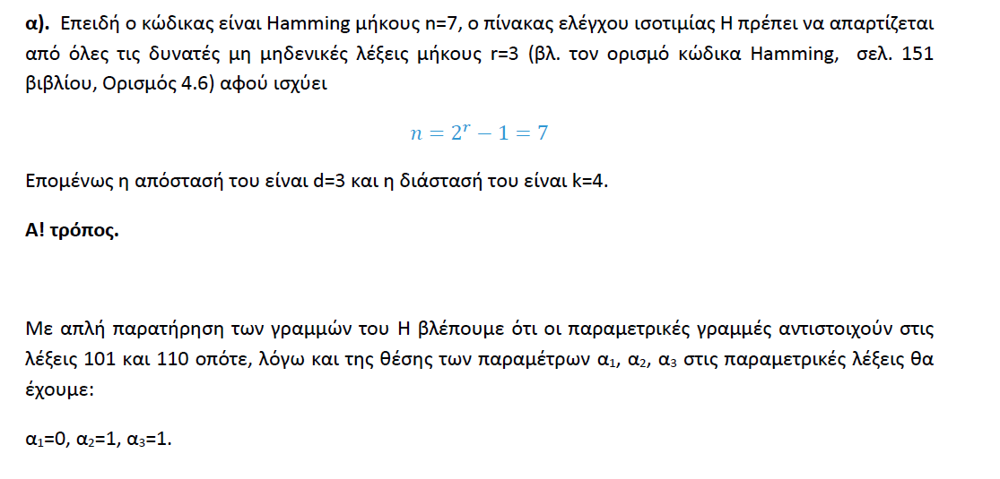 α). Επειδή ο κώδικας είναι Hamming μήκους n=7, ο πίνακας ελέγχου ισοτιμίας Η πρέπει να απαρτίζεται
από όλες τις δυνατές μη μηδενικές λέξεις μήκους r=3 (βλ. τον ορισμό κώδικα Hamming, σελ. 151
βιβλίου, Ορισμός 4.6) αφού ισχύει
n = 2ʳ − 1 = 7
Επομένως η απόστασή του είναι d=3 και η διάστασή του είναι k=4.
Α! τρόπος.
Με απλή παρατήρηση των γραμμών του Η βλέπουμε ότι οι παραμετρικές γραμμές αντιστοιχούν στις
λέξεις 101 και 110 οπότε, λόγω και της θέσης των παραμέτρων α₁, α₂, α₃ στις παραμετρικές λέξεις θα
έχουμε:
α₁=0, α₂=1, α₃=1.